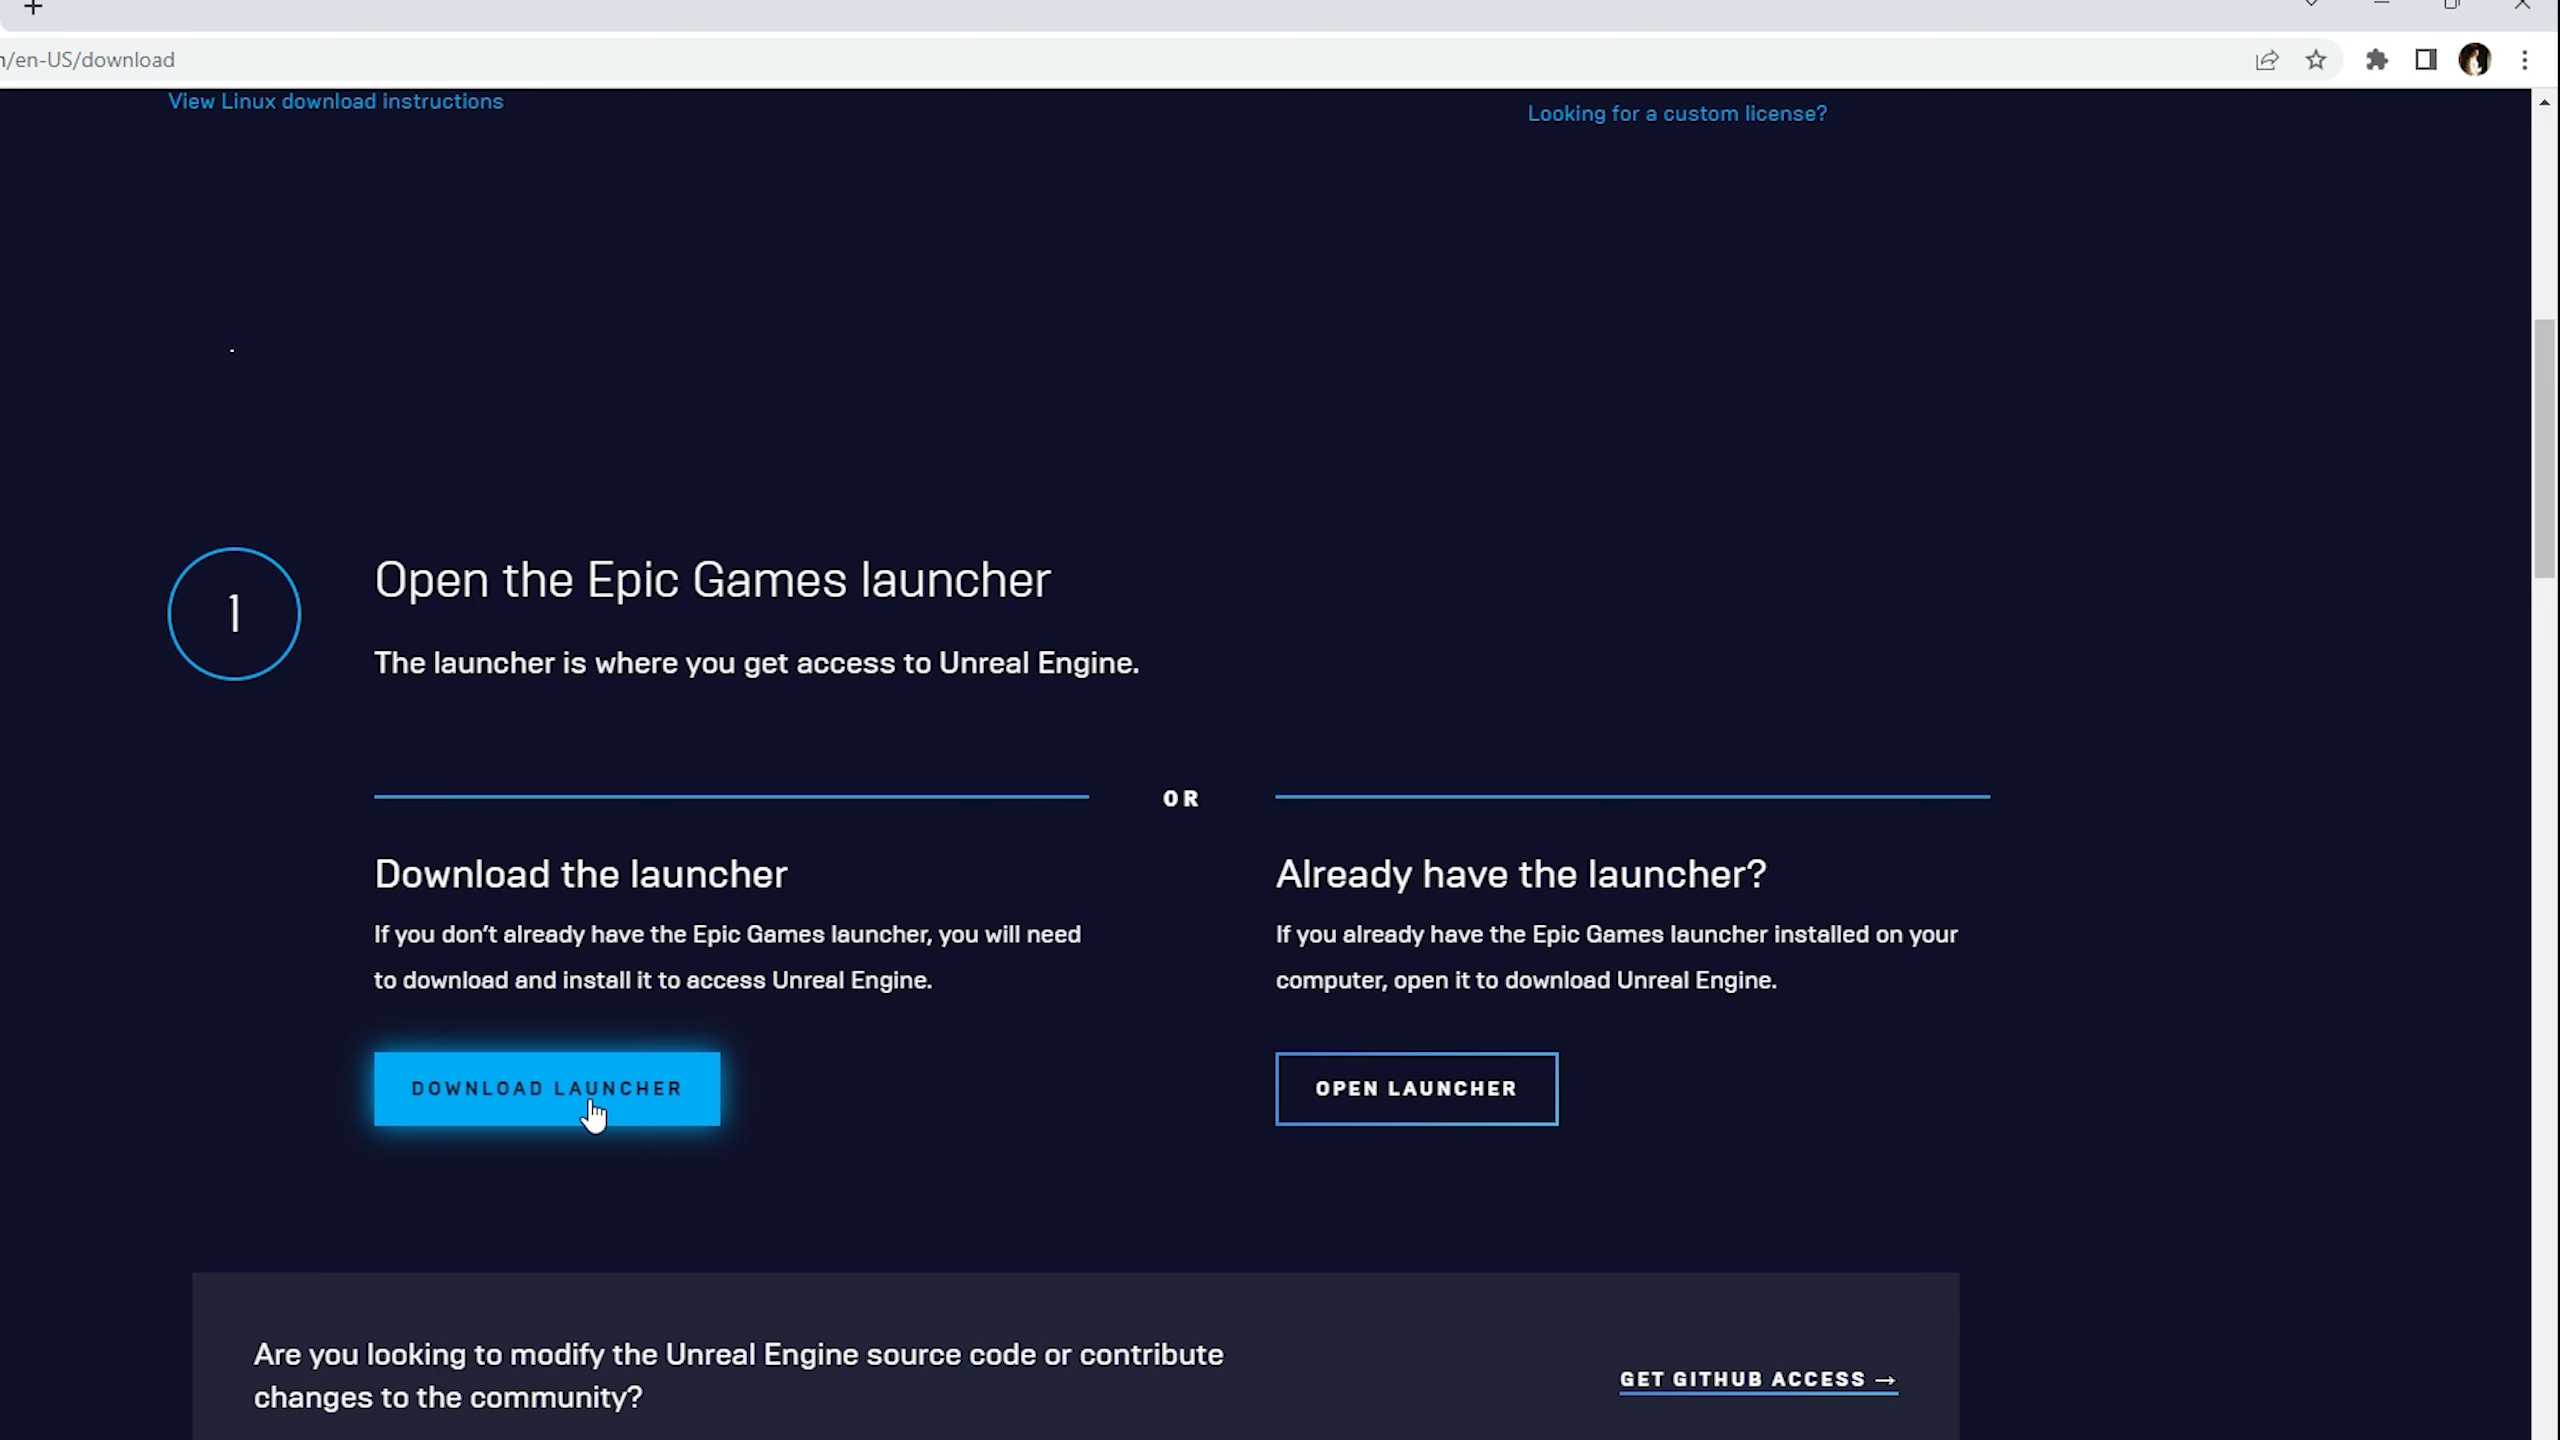 /en-US/download
View Linux download instructions
Looking for a custom license?
1
Open the Epic Games launcher
The launcher is where you get access to Unreal Engine.
OR
Download the launcher
If you don't already have the Epic Games launcher, you will need
to download and install it to access Unreal Engine.
DOWNLOAD LAUNCHER
Already have the launcher?
If you already have the Epic Games launcher installed on your
computer, open it to download Unreal Engine.
OPEN LAUNCHER
Are you looking to modify the Unreal Engine source code or contribute
changes to the community?
GET GITHUB ACCESS →